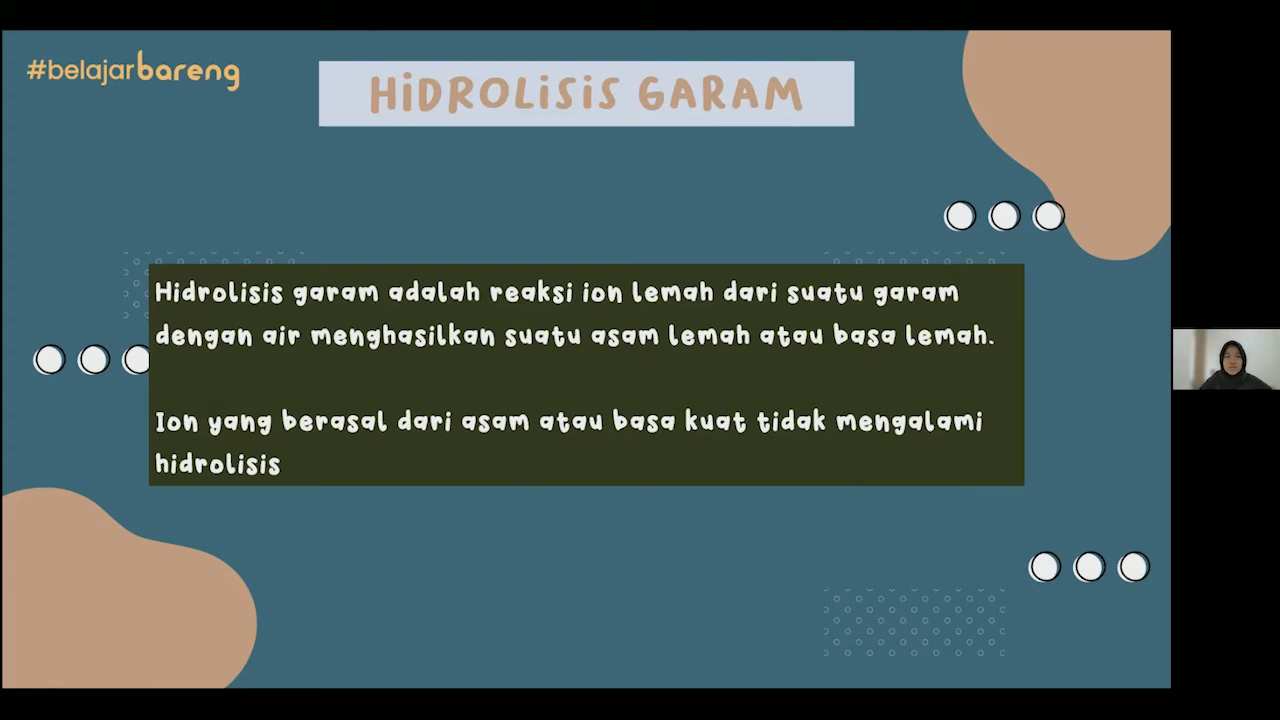 #belajarbareng
HiDROLiSiS GARAM
Hidrolisis garam adalah reaksi ion lemah dari suatu garam
dengan air menghasilkan suatu asam lemah atau basa lemah.
Ion yang berasal dari asam atau basa kuat tidak mengalami
hidrolisis